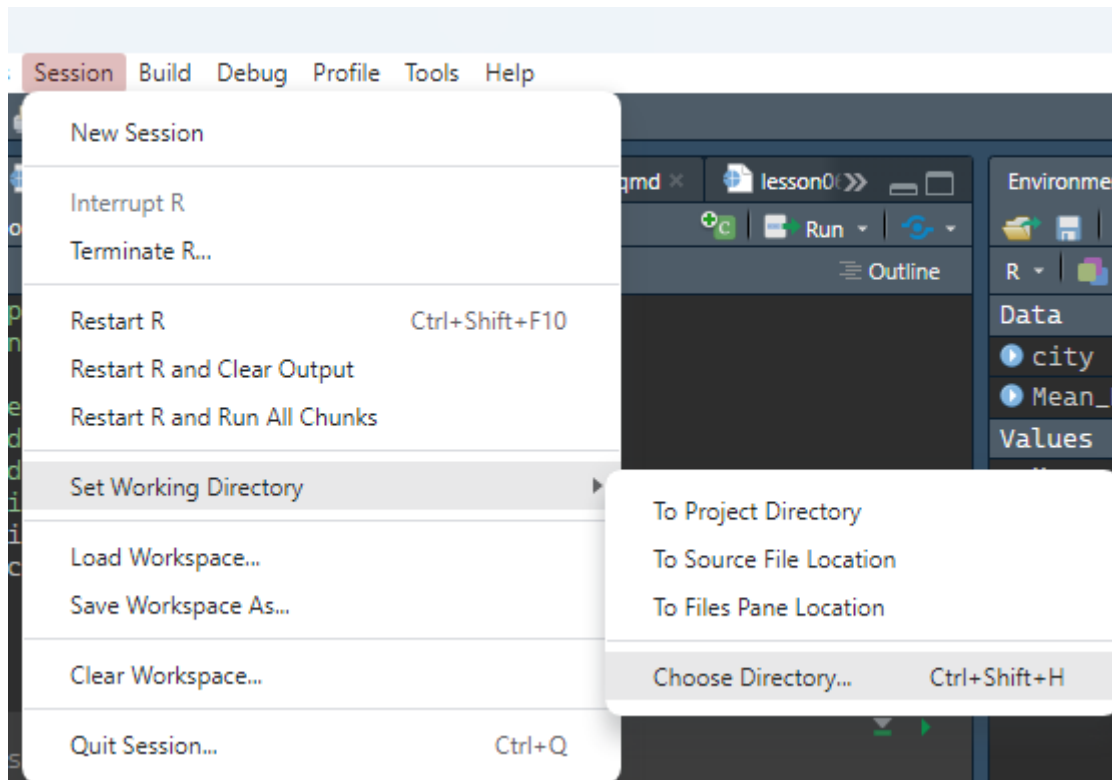 Session Build Debug Profile Tools Help
New Session
Interrupt R
Terminate R...
Restart R Ctrl+Shift+F10
Restart R and Clear Output
Restart R and Run All Chunks
Set Working Directory
Load Workspace...
Save Workspace As...
Clear Workspace...
Quit Session... Ctrl+Q
To Project Directory
To Source File Location
To Files Pane Location
Choose Directory... Ctrl+Shift+H
qmd lesson0
Run
Outline
Environme
R
Data
city
Mean_
Values